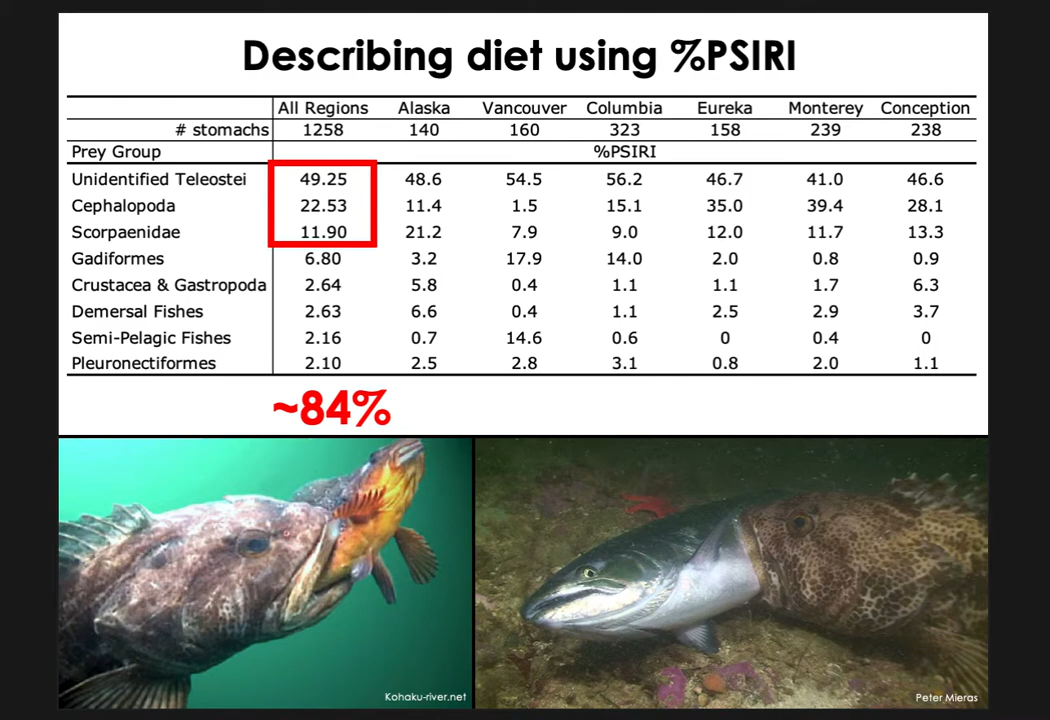 Describing diet using %PSIRI
All Regions Alaska Vancouver Columbia Eureka Monterey Conception
# stomachs 1258 140 160 323 158 239 238
Prey Group %PSIRI
Unidentified Teleostei 49.25 48.6 54.5 56.2 46.7 41.0 46.6
Cephalopoda 22.53 11.4 1.5 15.1 35.0 39.4 28.1
Scorpaenidae 11.90 21.2 7.9 9.0 12.0 11.7 13.3
Gadiformes 6.80 3.2 17.9 14.0 2.0 0.8 0.9
Crustacea & Gastropoda 2.64 5.8 0.4 1.1 1.1 1.7 6.3
Demersal Fishes 2.63 6.6 0.4 1.1 2.5 2.9 3.7
Semi-Pelagic Fishes 2.16 0.7 14.6 0.6 0 0.4 0
Pleuronectiformes 2.10 2.5 2.8 3.1 0.8 2.0 1.1
~84%
Kohaku-river.net
Peter Mieras